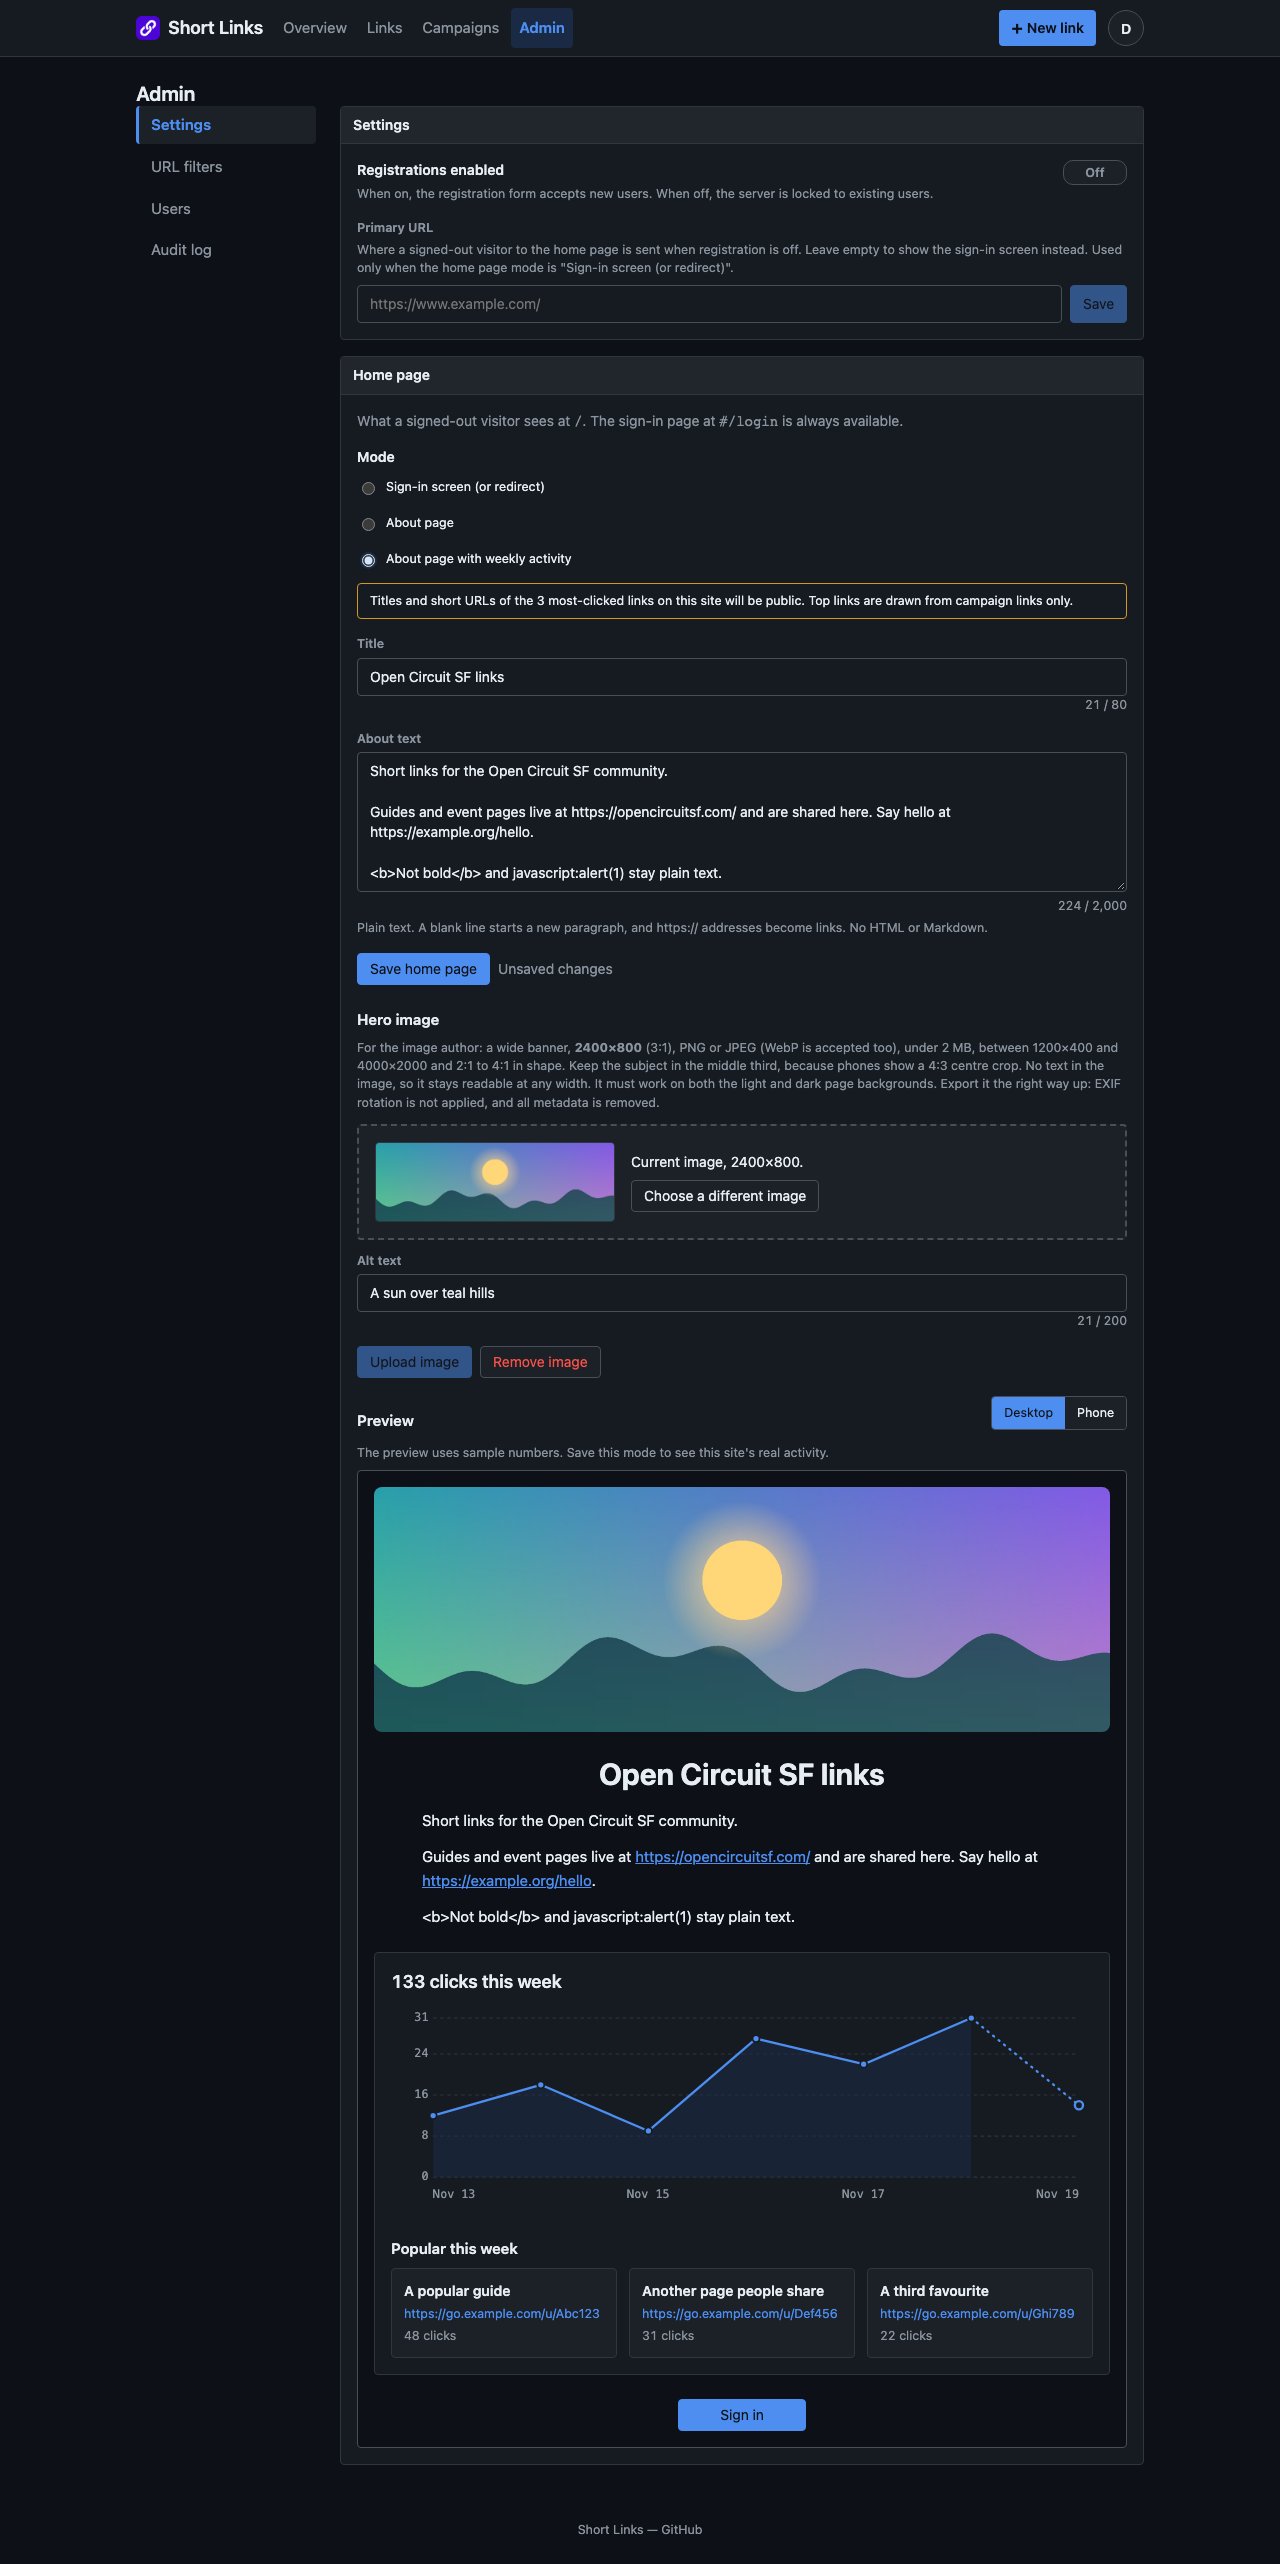 Short Links
Overview
Links
Campaigns
Admin
+ New link
D
Admin
Settings
URL filters
Users
Audit log
Settings
Registrations enabled
Off
When on, the registration form accepts new users. When off, the server is locked to existing users.
Primary URL
Where a signed-out visitor to the home page is sent when registration is off. Leave empty to show the sign-in screen instead. Used
only when the home page mode is "Sign-in screen (or redirect)".
https://www.example.com/
Save
Home page
What a signed-out visitor sees at /. The sign-in page at #/login is always available.
Mode
Sign-in screen (or redirect)
About page
About page with weekly activity
Titles and short URLs of the 3 most-clicked links on this site will be public. Top links are drawn from campaign links only.
Title
Open Circuit SF links
21 / 80
About text
Short links for the Open Circuit SF community.
Guides and event pages live at https://opencircuitsf.com/ and are shared here. Say hello at
https://example.org/hello.
<b>Not bold</b> and javascript:alert(1) stay plain text.
224 / 2,000
Plain text. A blank line starts a new paragraph, and https:// addresses become links. No HTML or Markdown.
Save home page
Unsaved changes
Hero image
For the image author: a wide banner, 2400×800 (3:1), PNG or JPEG (WebP is accepted too), under 2 MB, between 1200×400 and
4000×2000 and 2:1 to 4:1 in shape. Keep the subject in the middle third, because phones show a 4:3 centre crop. No text in the
image, so it stays readable at any width. It must work on both the light and dark page backgrounds. Export it the right way up: EXIF
rotation is not applied, and all metadata is removed.
Current image, 2400×800.
Choose a different image
Alt text
A sun over teal hills
21 / 200
Upload image
Remove image
Preview
Desktop
Phone
The preview uses sample numbers. Save this mode to see this site's real activity.
Open Circuit SF links
Short links for the Open Circuit SF community.
Guides and event pages live at https://opencircuitsf.com/ and are shared here. Say hello at
https://example.org/hello.
<b>Not bold</b> and javascript:alert(1) stay plain text.
133 clicks this week
31
24
16
8
0
Nov 13
Nov 15
Nov 17
Nov 19
Popular this week
A popular guide
https://go.example.com/u/Abc123
48 clicks
Another page people share
https://go.example.com/u/Def456
31 clicks
A third favourite
https://go.example.com/u/Ghi789
22 clicks
Sign in
Short Links — GitHub